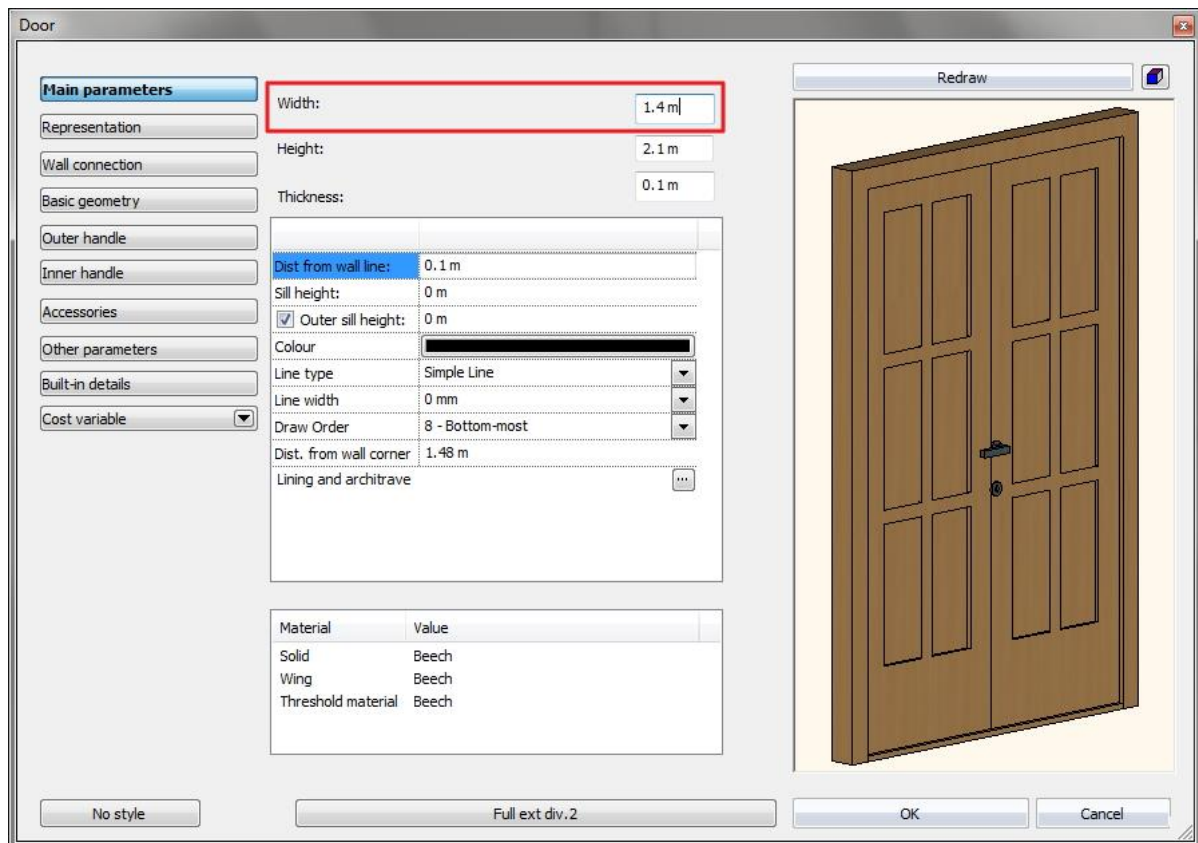 Door
Main parameters
Representation
Wall connection
Basic geometry
Outer handle
Inner handle
Accessories
Other parameters
Built-in details
Cost variable
Width: 1.4 m
Height: 2.1 m
Thickness: 0.1 m
Dist from wall line: 0.1 m
Sill height: 0 m
Outer sill height: 0 m
Colour
Line type Simple Line
Line width 0 mm
Draw Order 8 - Bottom-most
Dist. from wall corner 1.48 m
Lining and architrave ...
Material Value
Solid Beech
Wing Beech
Threshold material Beech
Redraw
No style
Full ext div.2
OK
Cancel